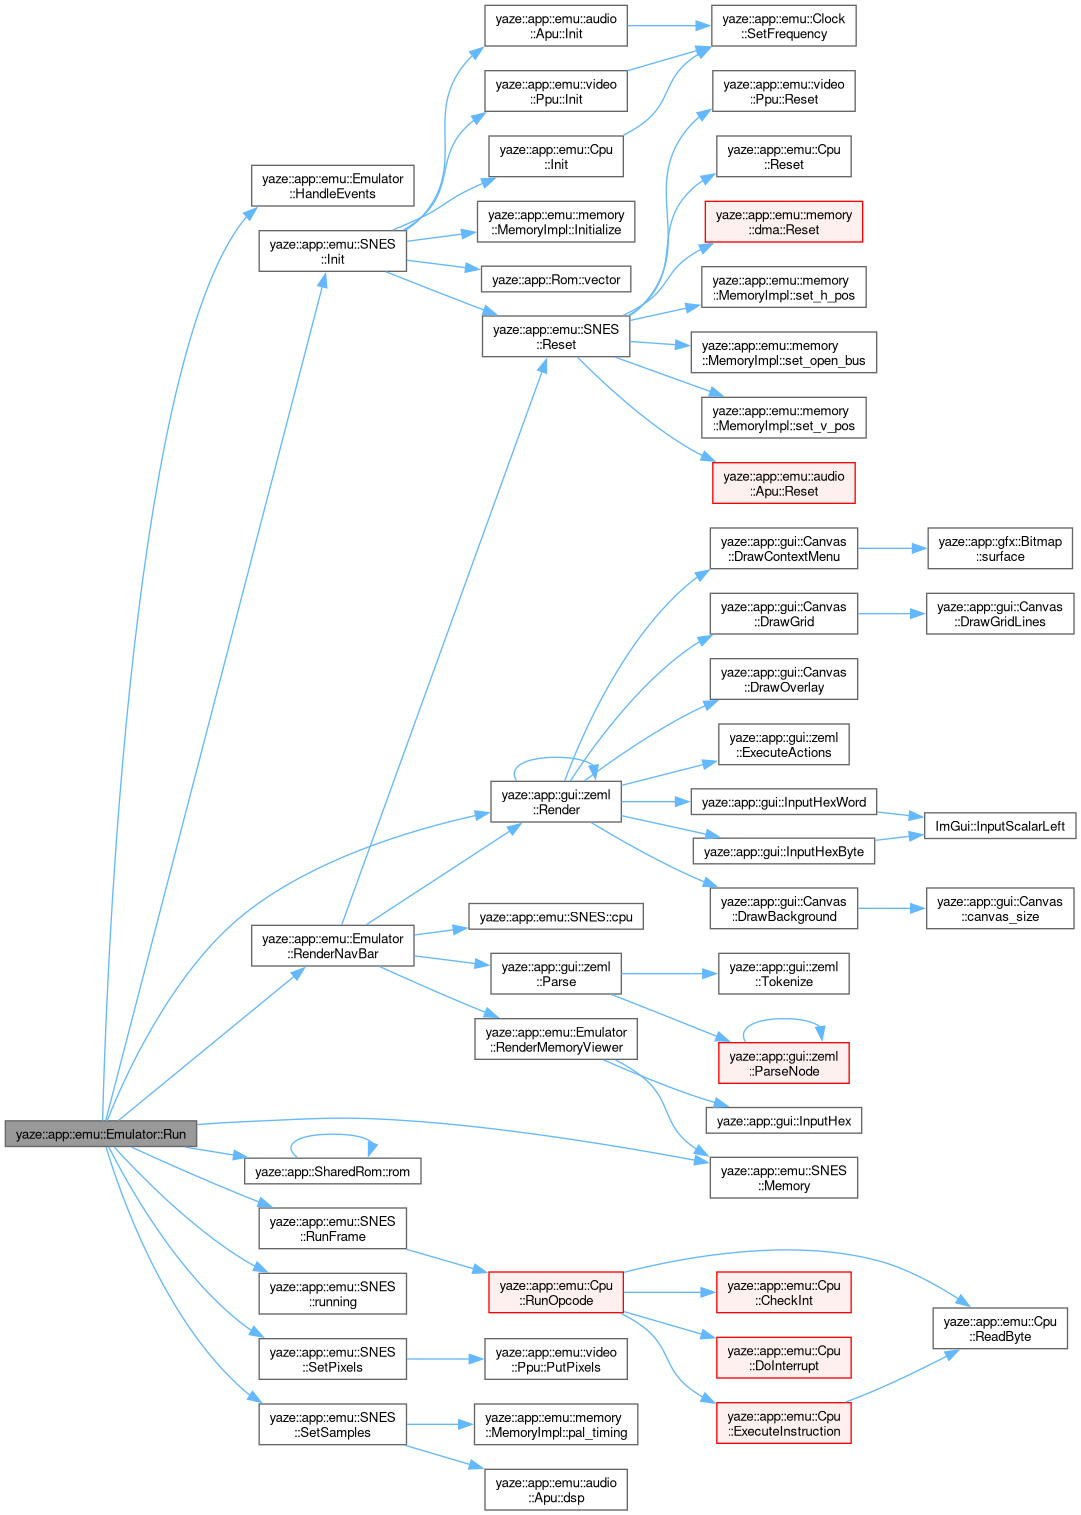 yaze::app::emu::Emulator::Run
yaze::app::emu::Emulator
::HandleEvents
yaze::app::emu::SNES
::Init
yaze::app::emu::audio
::Apu::Init
yaze::app::emu::Clock
::SetFrequency
yaze::app::emu::video
::Ppu::Init
yaze::app::emu::Cpu
::Init
yaze::app::emu::memory
::MemoryImpl::Initialize
yaze::app::Rom::vector
yaze::app::emu::SNES
::Reset
yaze::app::emu::video
::Ppu::Reset
yaze::app::emu::Cpu
::Reset
yaze::app::emu::memory
::dma::Reset
yaze::app::emu::memory
::MemoryImpl::set_h_pos
yaze::app::emu::memory
::MemoryImpl::set_open_bus
yaze::app::emu::memory
::MemoryImpl::set_v_pos
yaze::app::emu::audio
::Apu::Reset
yaze::app::gui::zeml
::Render
yaze::app::gui::Canvas
::DrawContextMenu
yaze::app::gfx::Bitmap
::surface
yaze::app::gui::Canvas
::DrawGrid
yaze::app::gui::Canvas
::DrawGridLines
yaze::app::gui::Canvas
::DrawOverlay
yaze::app::gui::zeml
::ExecuteActions
yaze::app::gui::InputHexWord
ImGui::InputScalarLeft
yaze::app::gui::InputHexByte
yaze::app::gui::Canvas
::DrawBackground
yaze::app::gui::Canvas
::canvas_size
yaze::app::emu::Emulator
::RenderNavBar
yaze::app::emu::SNES::cpu
yaze::app::gui::zeml
::Parse
yaze::app::gui::zeml
::Tokenize
yaze::app::gui::zeml
::ParseNode
yaze::app::emu::Emulator
::RenderMemoryViewer
yaze::app::gui::InputHex
yaze::app::emu::SNES
::Memory
yaze::app::SharedRom::rom
yaze::app::emu::SNES
::RunFrame
yaze::app::emu::Cpu
::RunOpcode
yaze::app::emu::Cpu
::CheckInt
yaze::app::emu::Cpu
::DoInterrupt
yaze::app::emu::Cpu
::ExecuteInstruction
yaze::app::emu::Cpu
::ReadByte
yaze::app::emu::SNES
::running
yaze::app::emu::SNES
::SetPixels
yaze::app::emu::video
::Ppu::PutPixels
yaze::app::emu::SNES
::SetSamples
yaze::app::emu::memory
::MemoryImpl::pal_timing
yaze::app::emu::audio
::Apu::dsp